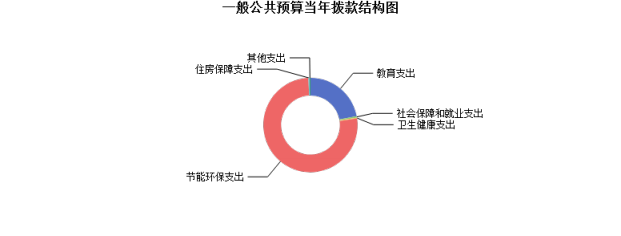 一般公共预算当年拨款结构图
其他支出
住房保障支出
教育支出
社会保障和就业支出
卫生健康支出
节能环保支出